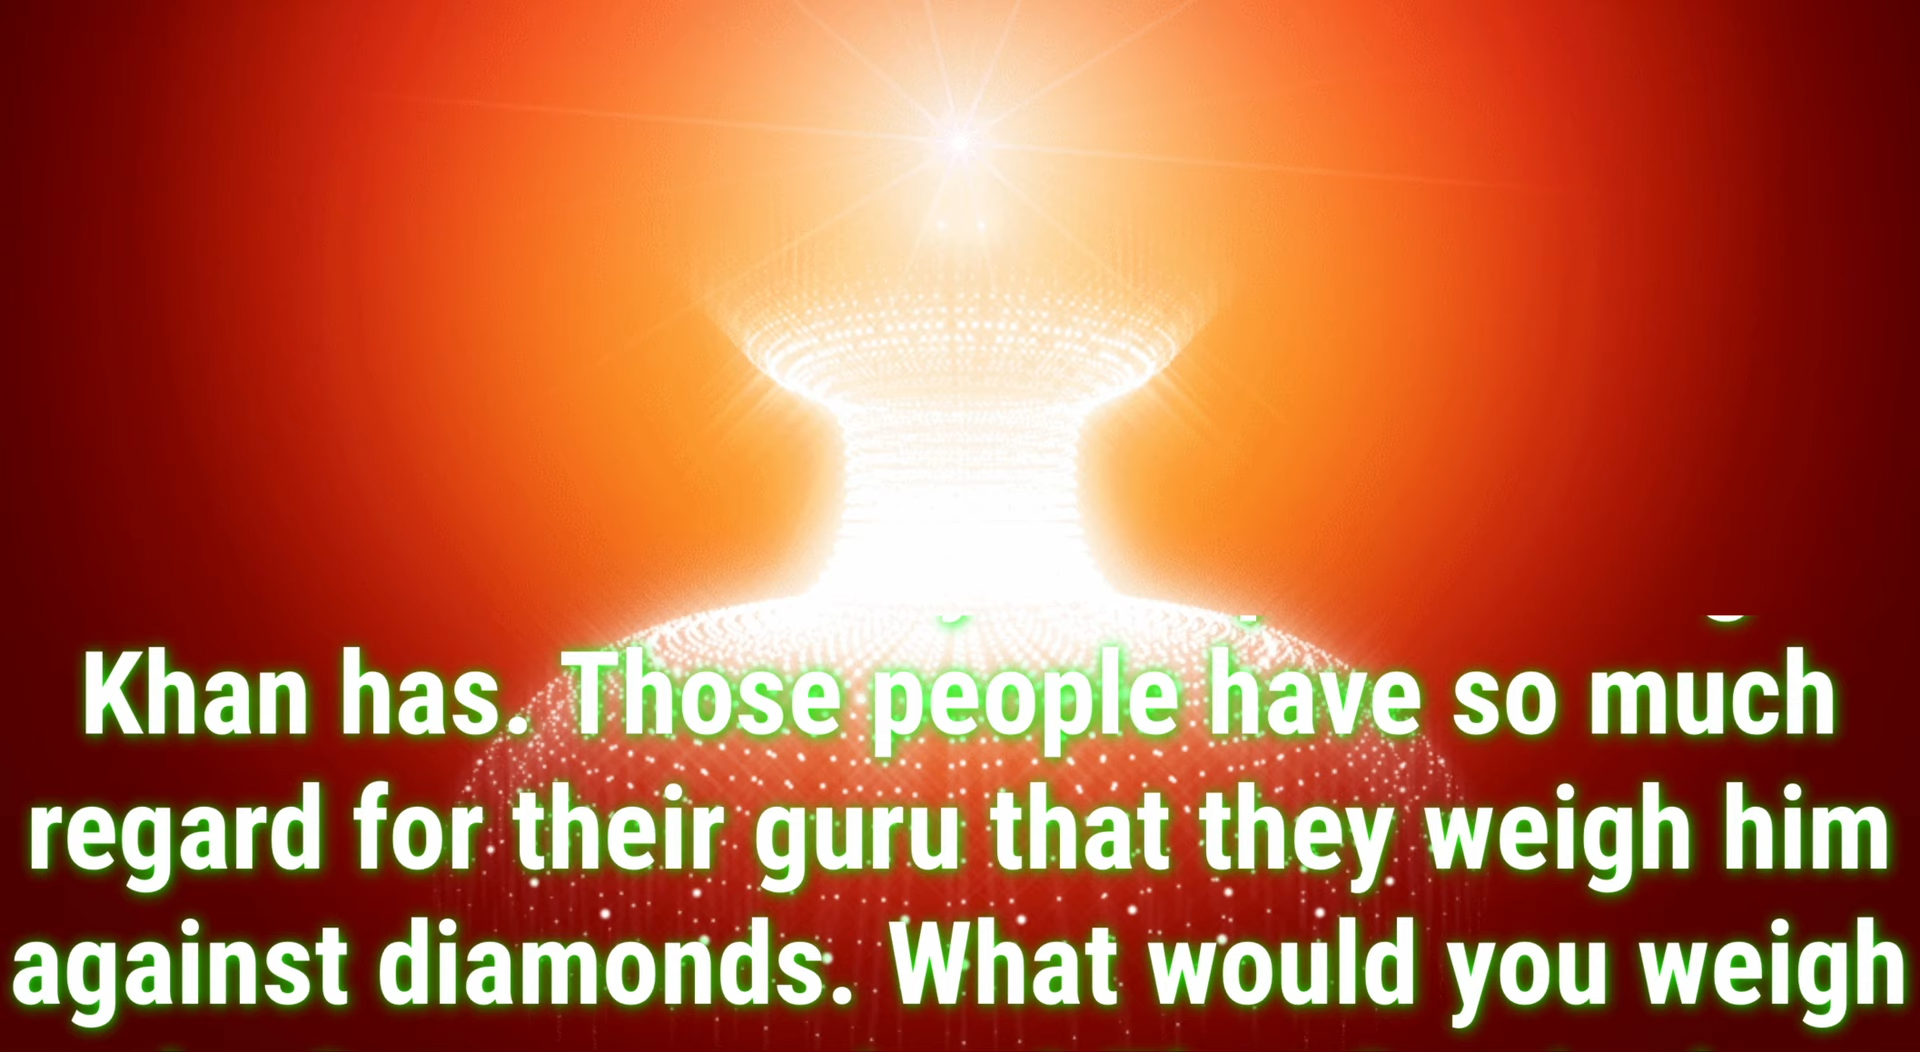 Khan has. Those people have so much
regard for their guru that they weigh him
against diamonds. What would you weigh